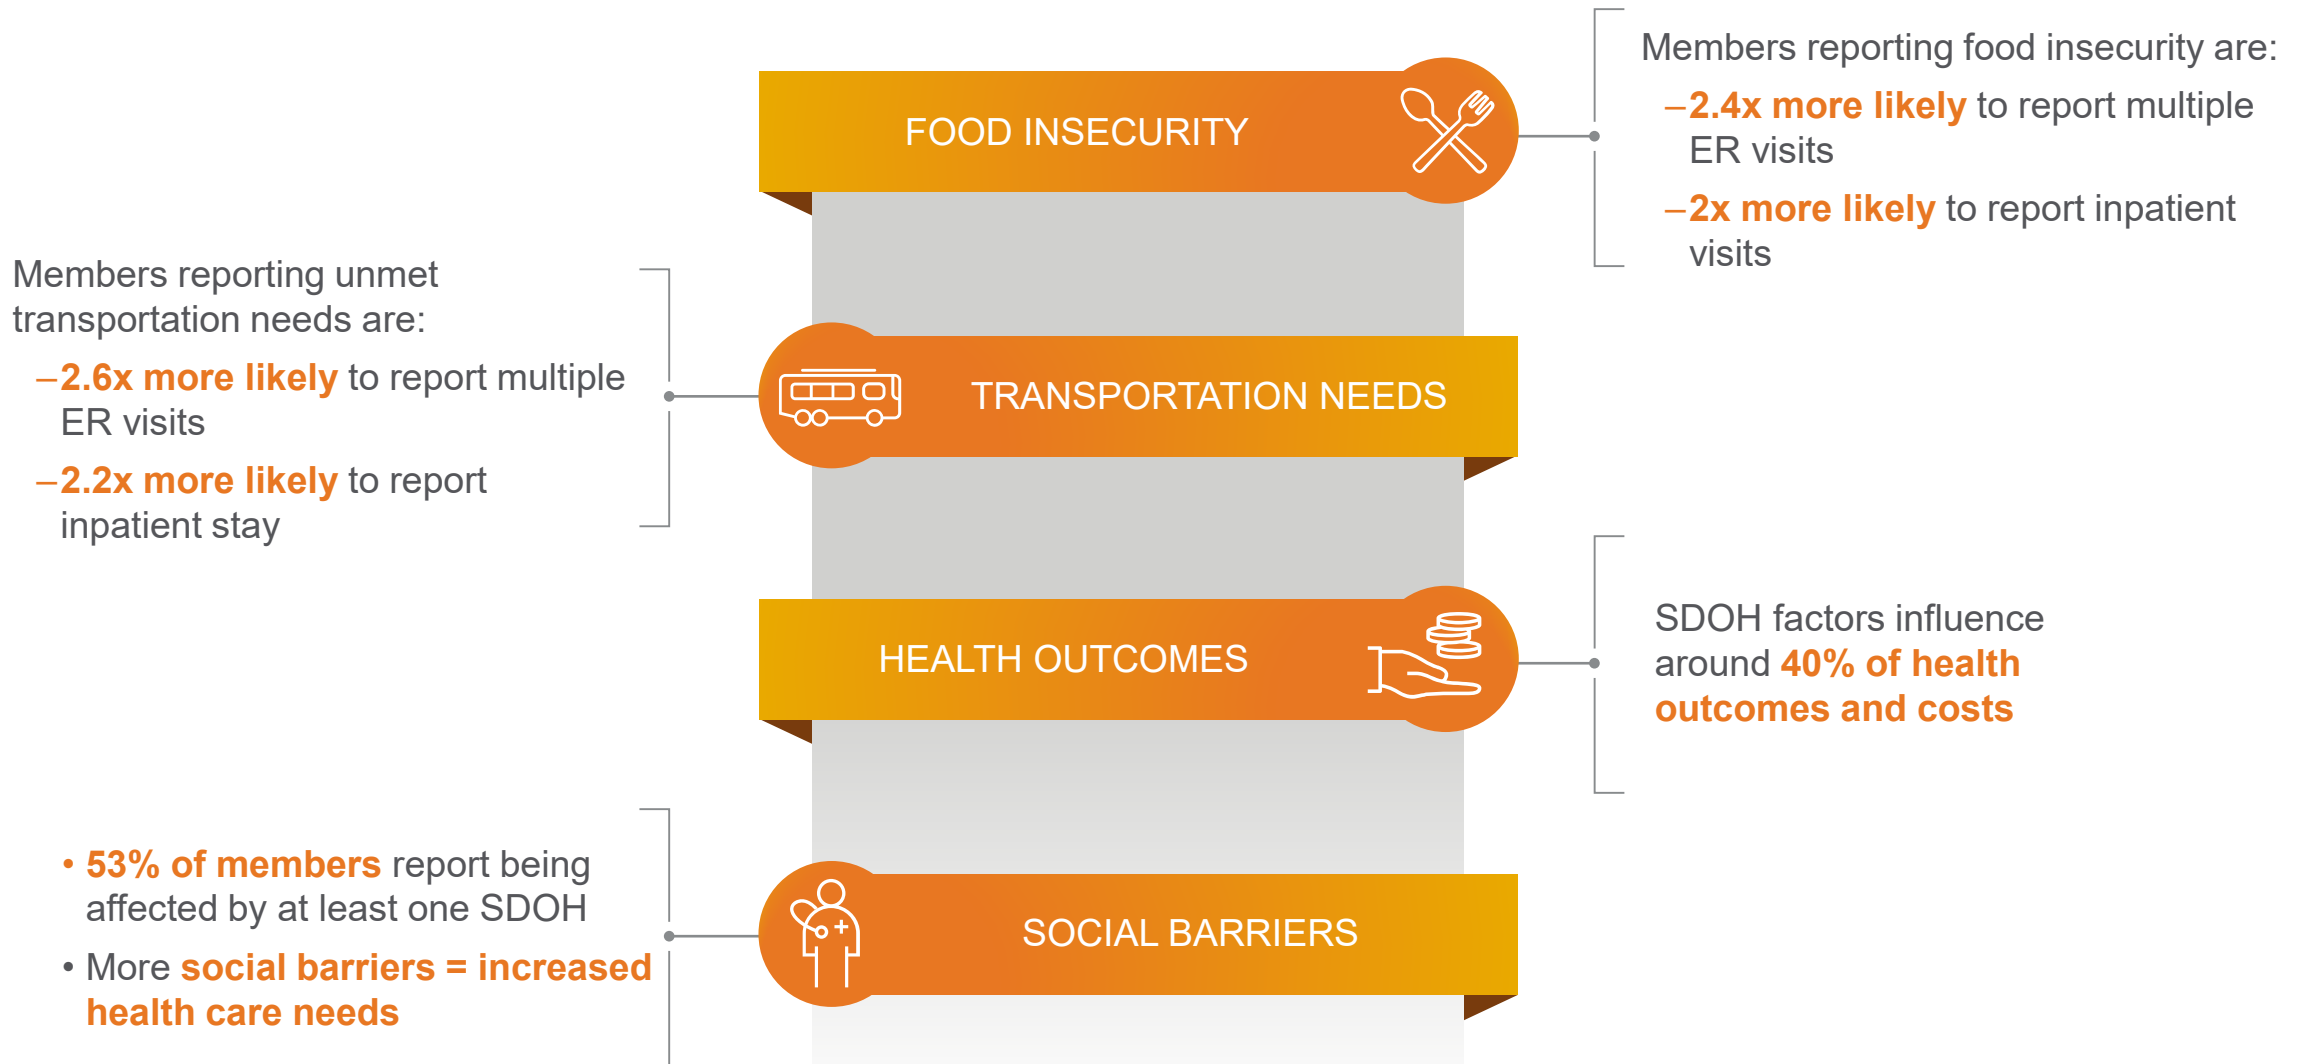 FOOD INSECURITY
Members reporting food insecurity are:
–2.4x more likely to report multiple
ER visits
–2x more likely to report inpatient
visits
Members reporting unmet
transportation needs are:
–2.6x more likely to report multiple
ER visits
–2.2x more likely to report
inpatient stay
TRANSPORTATION NEEDS
HEALTH OUTCOMES
SDOH factors influence
around 40% of health
outcomes and costs
• 53% of members report being
affected by at least one SDOH
• More social barriers = increased
health care needs
SOCIAL BARRIERS